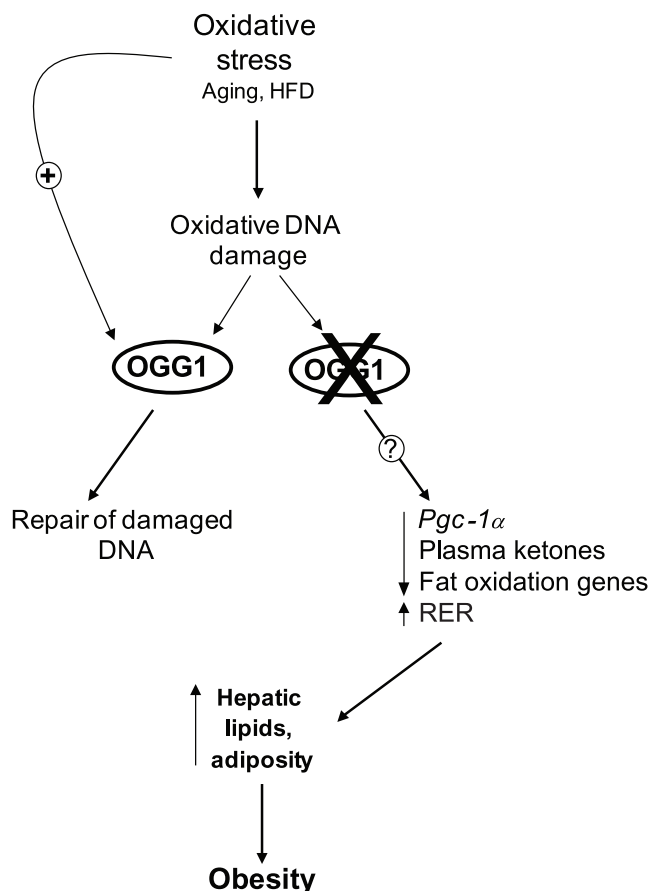 Oxidative
stress
Aging, HFD
+
Oxidative DNA
damage
OGG1
OGG1
?
Repair of damaged
DNA
Pgc-1α
Plasma ketones
Fat oxidation genes
RER
Hepatic
lipids,
adiposity
Obesity